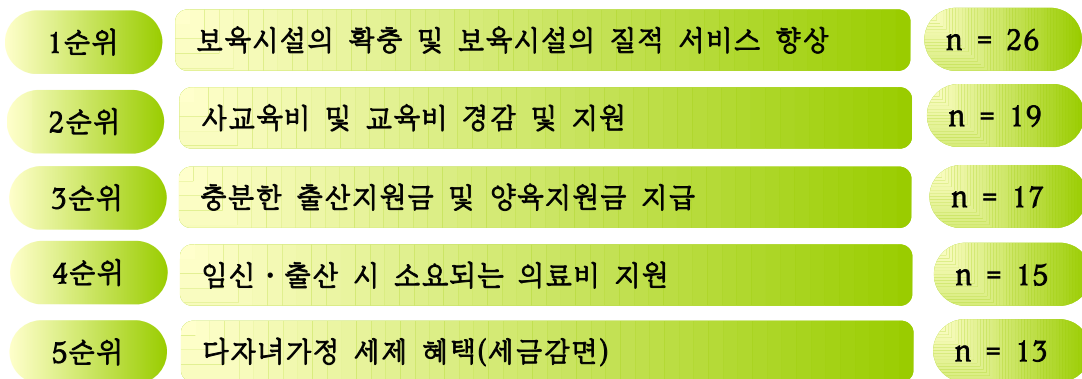 1순위 보육시설의 확충 및 보육시설의 질적 서비스 향상 n = 26
2순위 사교육비 및 교육비 경감 및 지원 n = 19
3순위 충분한 출산지원금 및 양육지원금 지급 n = 17
4순위 임신·출산 시 소요되는 의료비 지원 n = 15
5순위 다자녀가정 세제 혜택(세금감면) n = 13